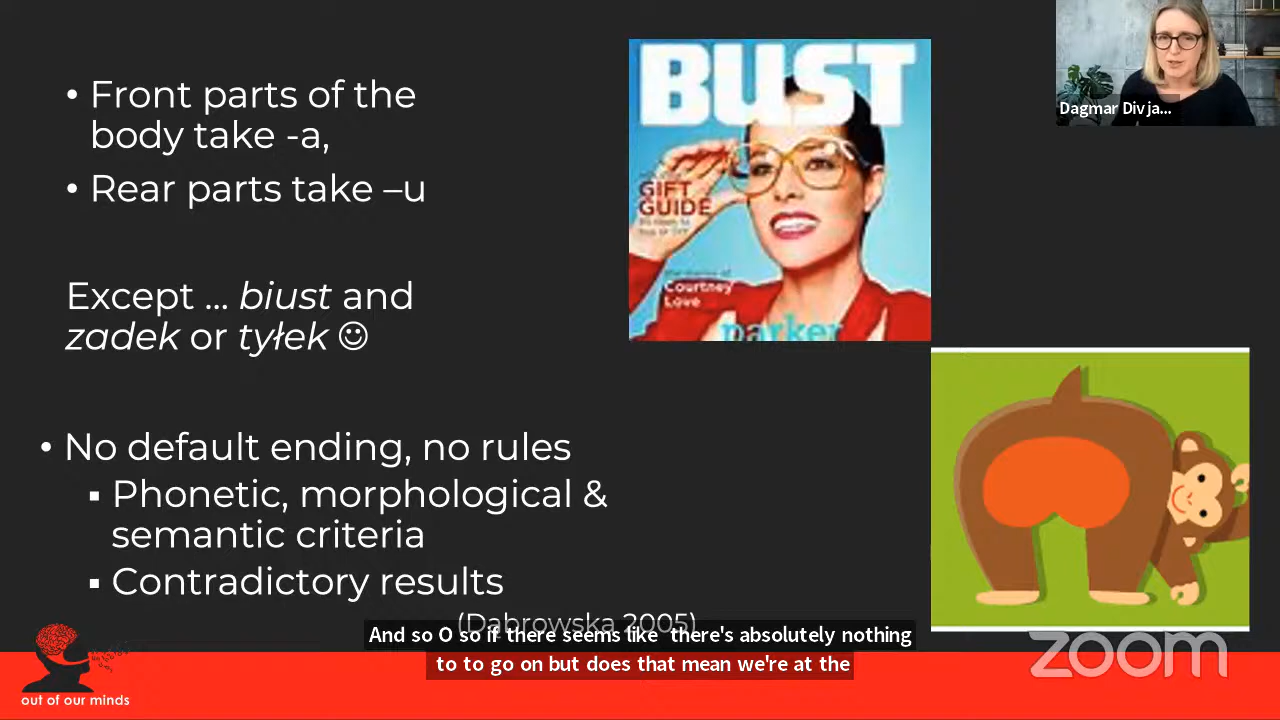 • Front parts of the
body take -a,
• Rear parts take –u
Except ... biust and
zadek or tyłek ☺
• No default ending, no rules
▪ Phonetic, morphological &
semantic criteria
▪ Contradictory results
(Dąbrowska 2005)
BUST
GIFT
GUIDE
Courtney
Love
parker
Dagmar Divja...
And so O so if there seems like there's absolutely nothing
to to go on but does that mean we're at the
out of our minds
zoom